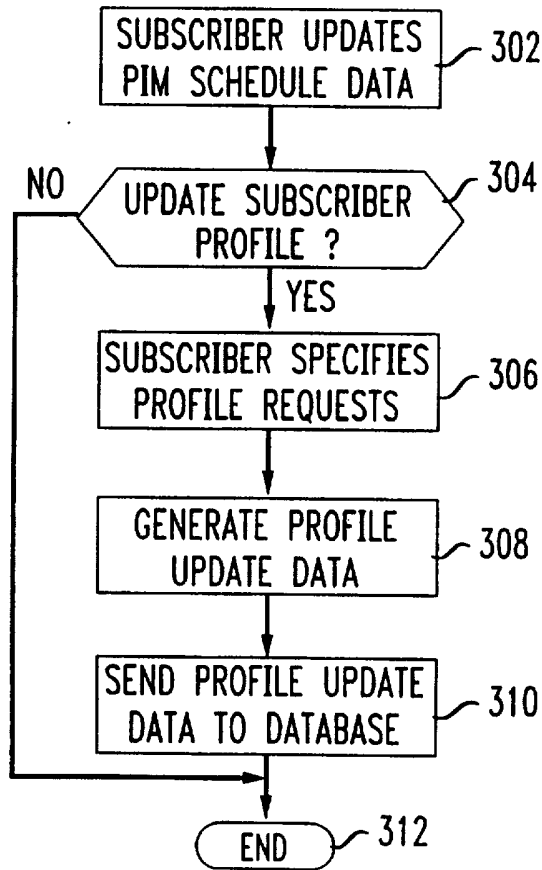 SUBSCRIBER UPDATES
PIM SCHEDULE DATA
302
NO
UPDATE SUBSCRIBER
PROFILE ?
304
YES
SUBSCRIBER SPECIFIES
PROFILE REQUESTS
306
GENERATE PROFILE
UPDATE DATA
308
SEND PROFILE UPDATE
DATA TO DATABASE
310
END
312